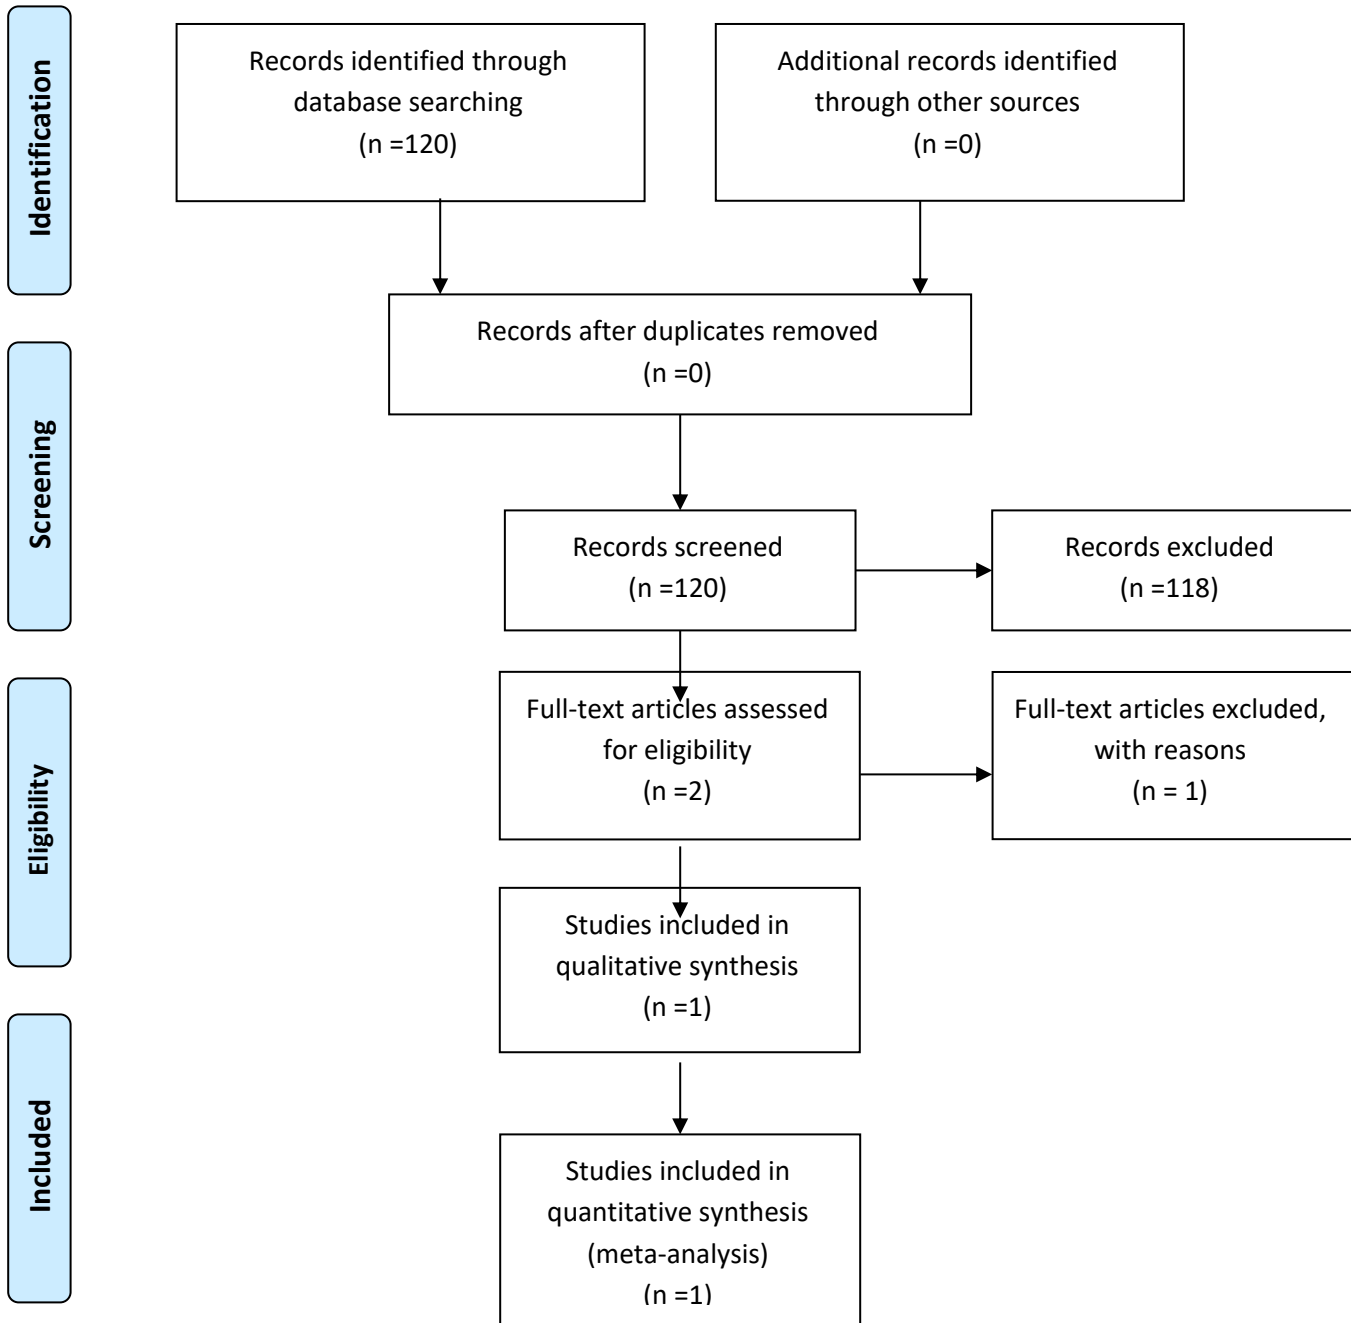 Identification
Records identified through
database searching
(n =120)
Additional records identified
through other sources
(n =0)
Records after duplicates removed
(n =0)
Screening
Records screened
(n =120)
Records excluded
(n =118)
Eligibility
Full-text articles assessed
for eligibility
(n =2)
Full-text articles excluded,
with reasons
(n = 1)
Studies included in
qualitative synthesis
(n =1)
Included
Studies included in
quantitative synthesis
(meta-analysis)
(n =1)